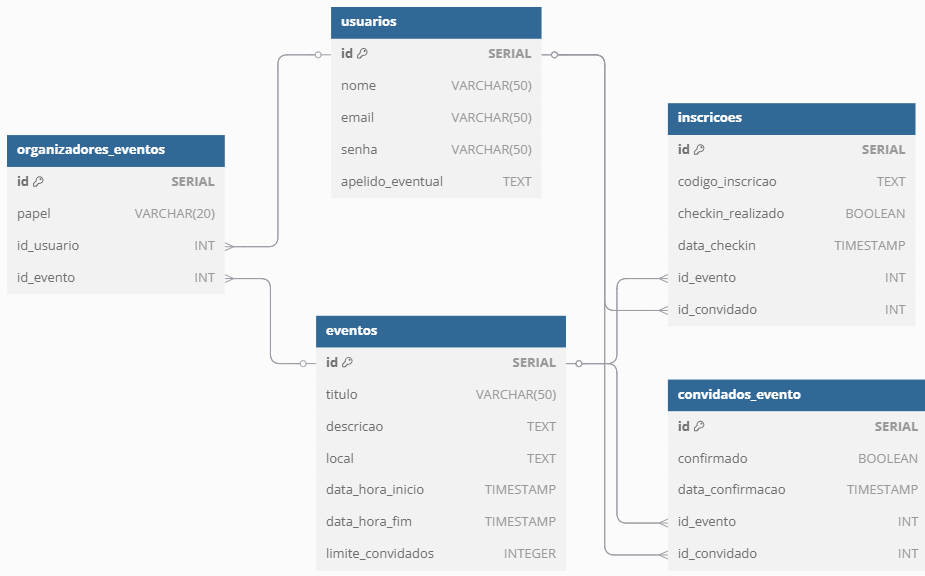 usuarios
id SERIAL
nome VARCHAR(50)
email VARCHAR(50)
senha VARCHAR(50)
apelido_eventual TEXT
organizadores_eventos
id SERIAL
papel VARCHAR(20)
id_usuario INT
id_evento INT
inscricoes
id SERIAL
codigo_inscricao TEXT
checkin_realizado BOOLEAN
data_checkin TIMESTAMP
id_evento INT
id_convidado INT
eventos
id SERIAL
titulo VARCHAR(50)
descricao TEXT
local TEXT
data_hora_inicio TIMESTAMP
data_hora_fim TIMESTAMP
limite_convidados INTEGER
convidados_evento
id SERIAL
confirmado BOOLEAN
data_confirmacao TIMESTAMP
id_evento INT
id_convidado INT